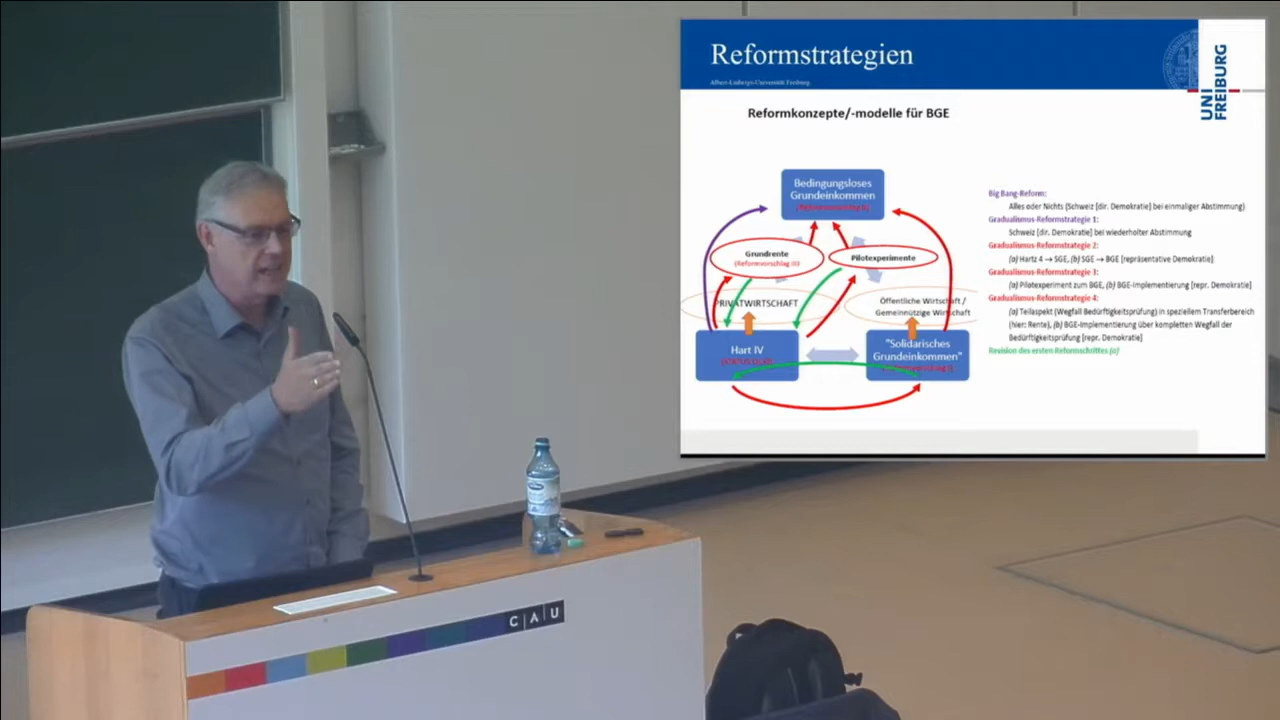 Reformstrategien
Albert-Ludwigs-Universität Freiburg
UNI
FREIBURG
Reformkonzepte/-modelle für BGE
Bedingungsloses
Grundeinkommen
Grundrente
(Reformvorschlag III)
Pilotexperimente
PRIVATWIRTSCHAFT
Öffentliche Wirtschaft /
Gemeinnützige Wirtschaft
Hart IV
"Solidarisches
Grundeinkommen"
Big Bang-Reform:
Alles oder Nichts (Schweiz [dir. Demokratie] bei einmaliger Abstimmung)
Gradualismus-Reformstrategie 1:
Schweiz [dir. Demokratie] bei wiederholter Abstimmung
Gradualismus-Reformstrategie 2:
(a) Hartz 4 → SGE, (b) SGE → BGE [repräsentative Demokratie]
Gradualismus-Reformstrategie 3:
(a) Pilotexperiment zum BGE, (b) BGE-Implementierung [repr. Demokratie]
Gradualismus-Reformstrategie 4:
(a) Teilaspekt (Wegfall Bedürftigkeitsprüfung) in speziellem Transferbereich
(hier: Rente), (b) BGE-Implementierung über kompletten Wegfall der
Bedürftigkeitsprüfung [repr. Demokratie]
Revision des ersten Reformschrittes (a)
C|A|U